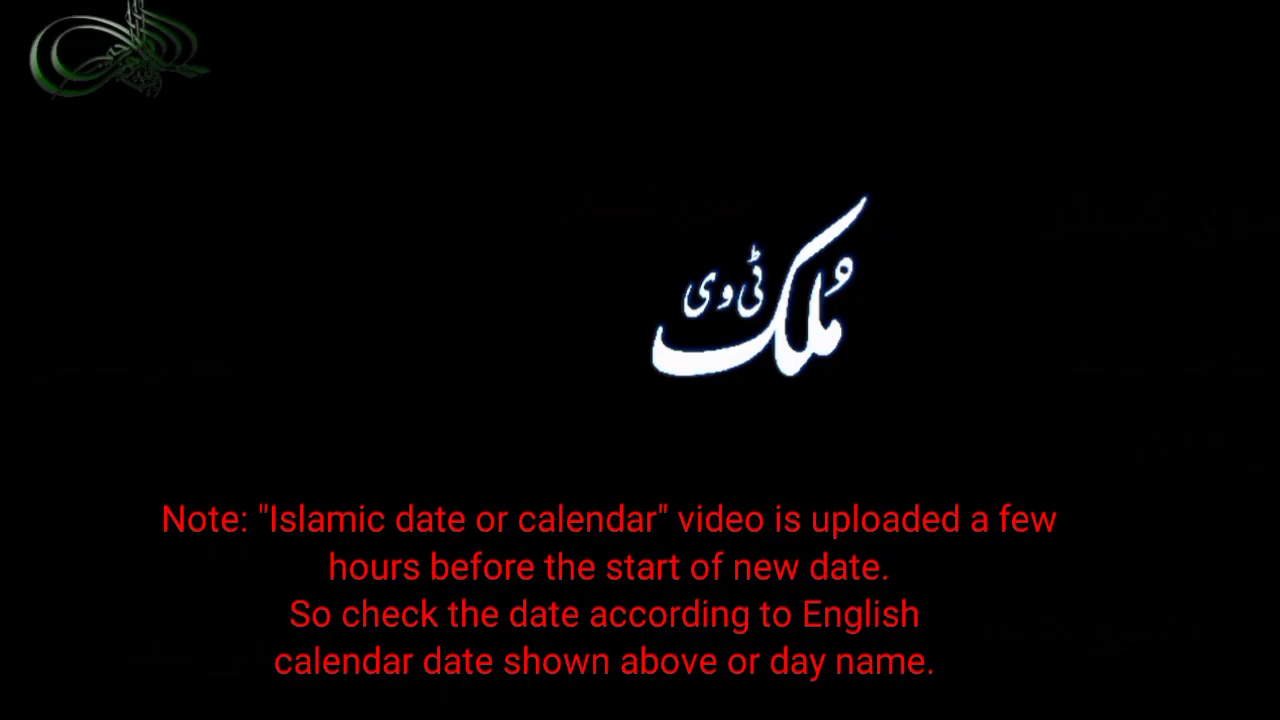 مُلک
ٹی وی
Note: "Islamic date or calendar" video is uploaded a few
hours before the start of new date.
So check the date according to English
calendar date shown above or day name.